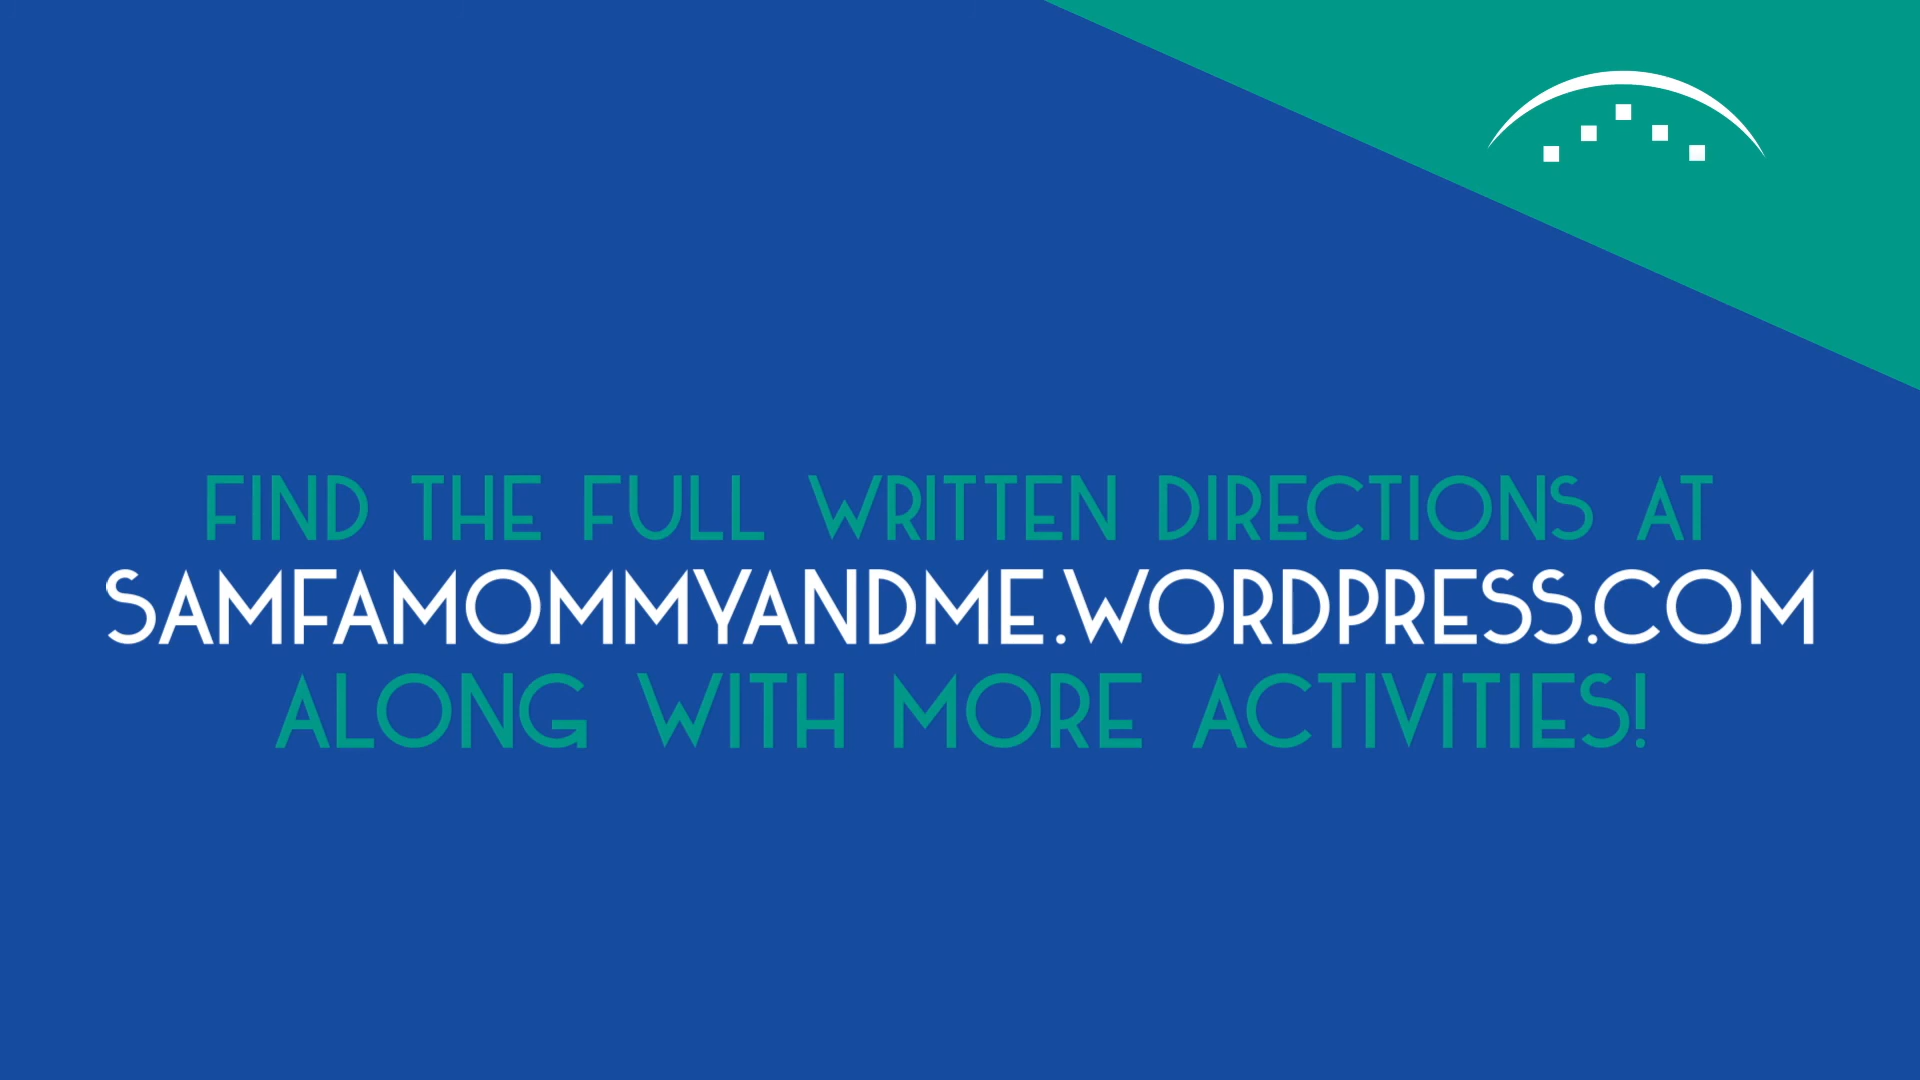 FIND THE FULL WRITTEN DIRECTIONS AT
SAMFAMOMMYANDME.WORDPRESS.COM
ALONG WITH MORE ACTIVITIES!